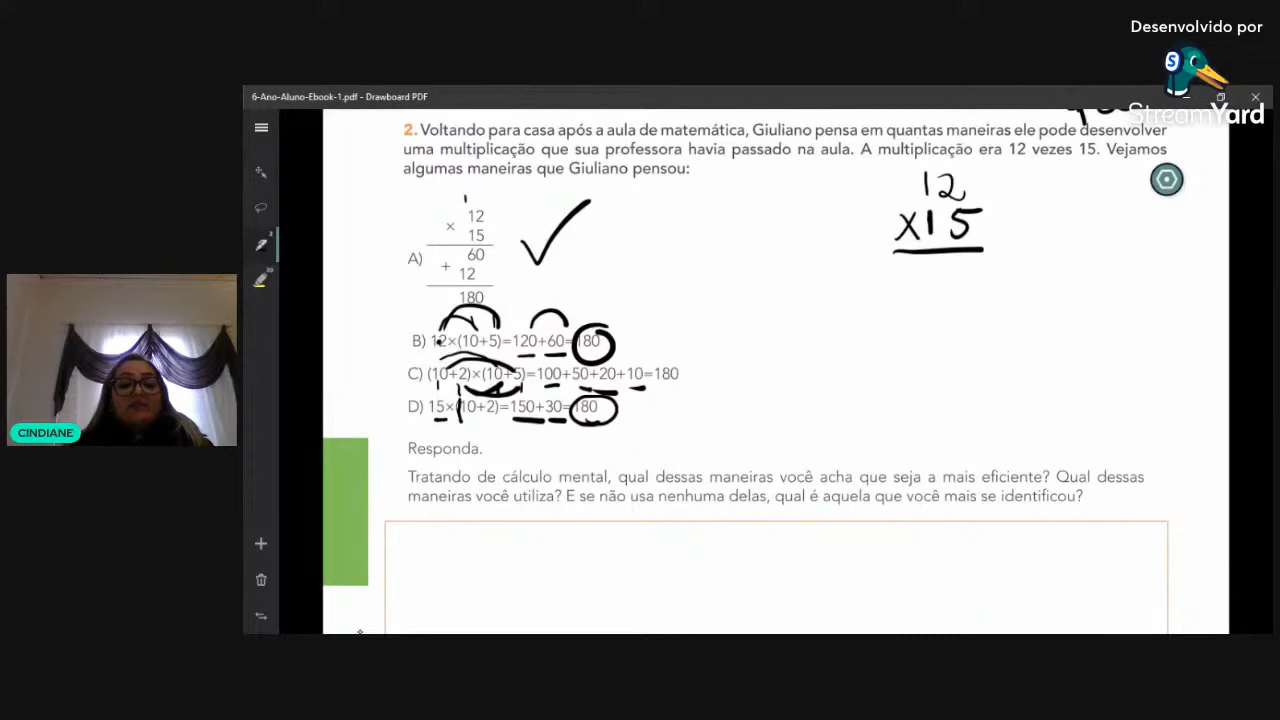 Desenvolvido por
StreamYard
6-Ano-Aluno-Ebook-1.pdf - Drawboard PDF
2. Voltando para casa após a aula de matemática, Giuliano pensa em quantas maneiras ele pode desenvolver
uma multiplicação que sua professora havia passado na aula. A multiplicação era 12 vezes 15. Vejamos
algumas maneiras que Giuliano pensou:
1
12
× 15
60
A) + 12
180
12
×15
B) 12×(10+5)=120+60=180
C) (10+2)×(10+5)=100+50+20+10=180
D) 15×(10+2)=150+30=180
Responda.
Tratando de cálculo mental, qual dessas maneiras você acha que seja a mais eficiente? Qual dessas
maneiras você utiliza? E se não usa nenhuma delas, qual é aquela que você mais se identificou?
CINDIANE